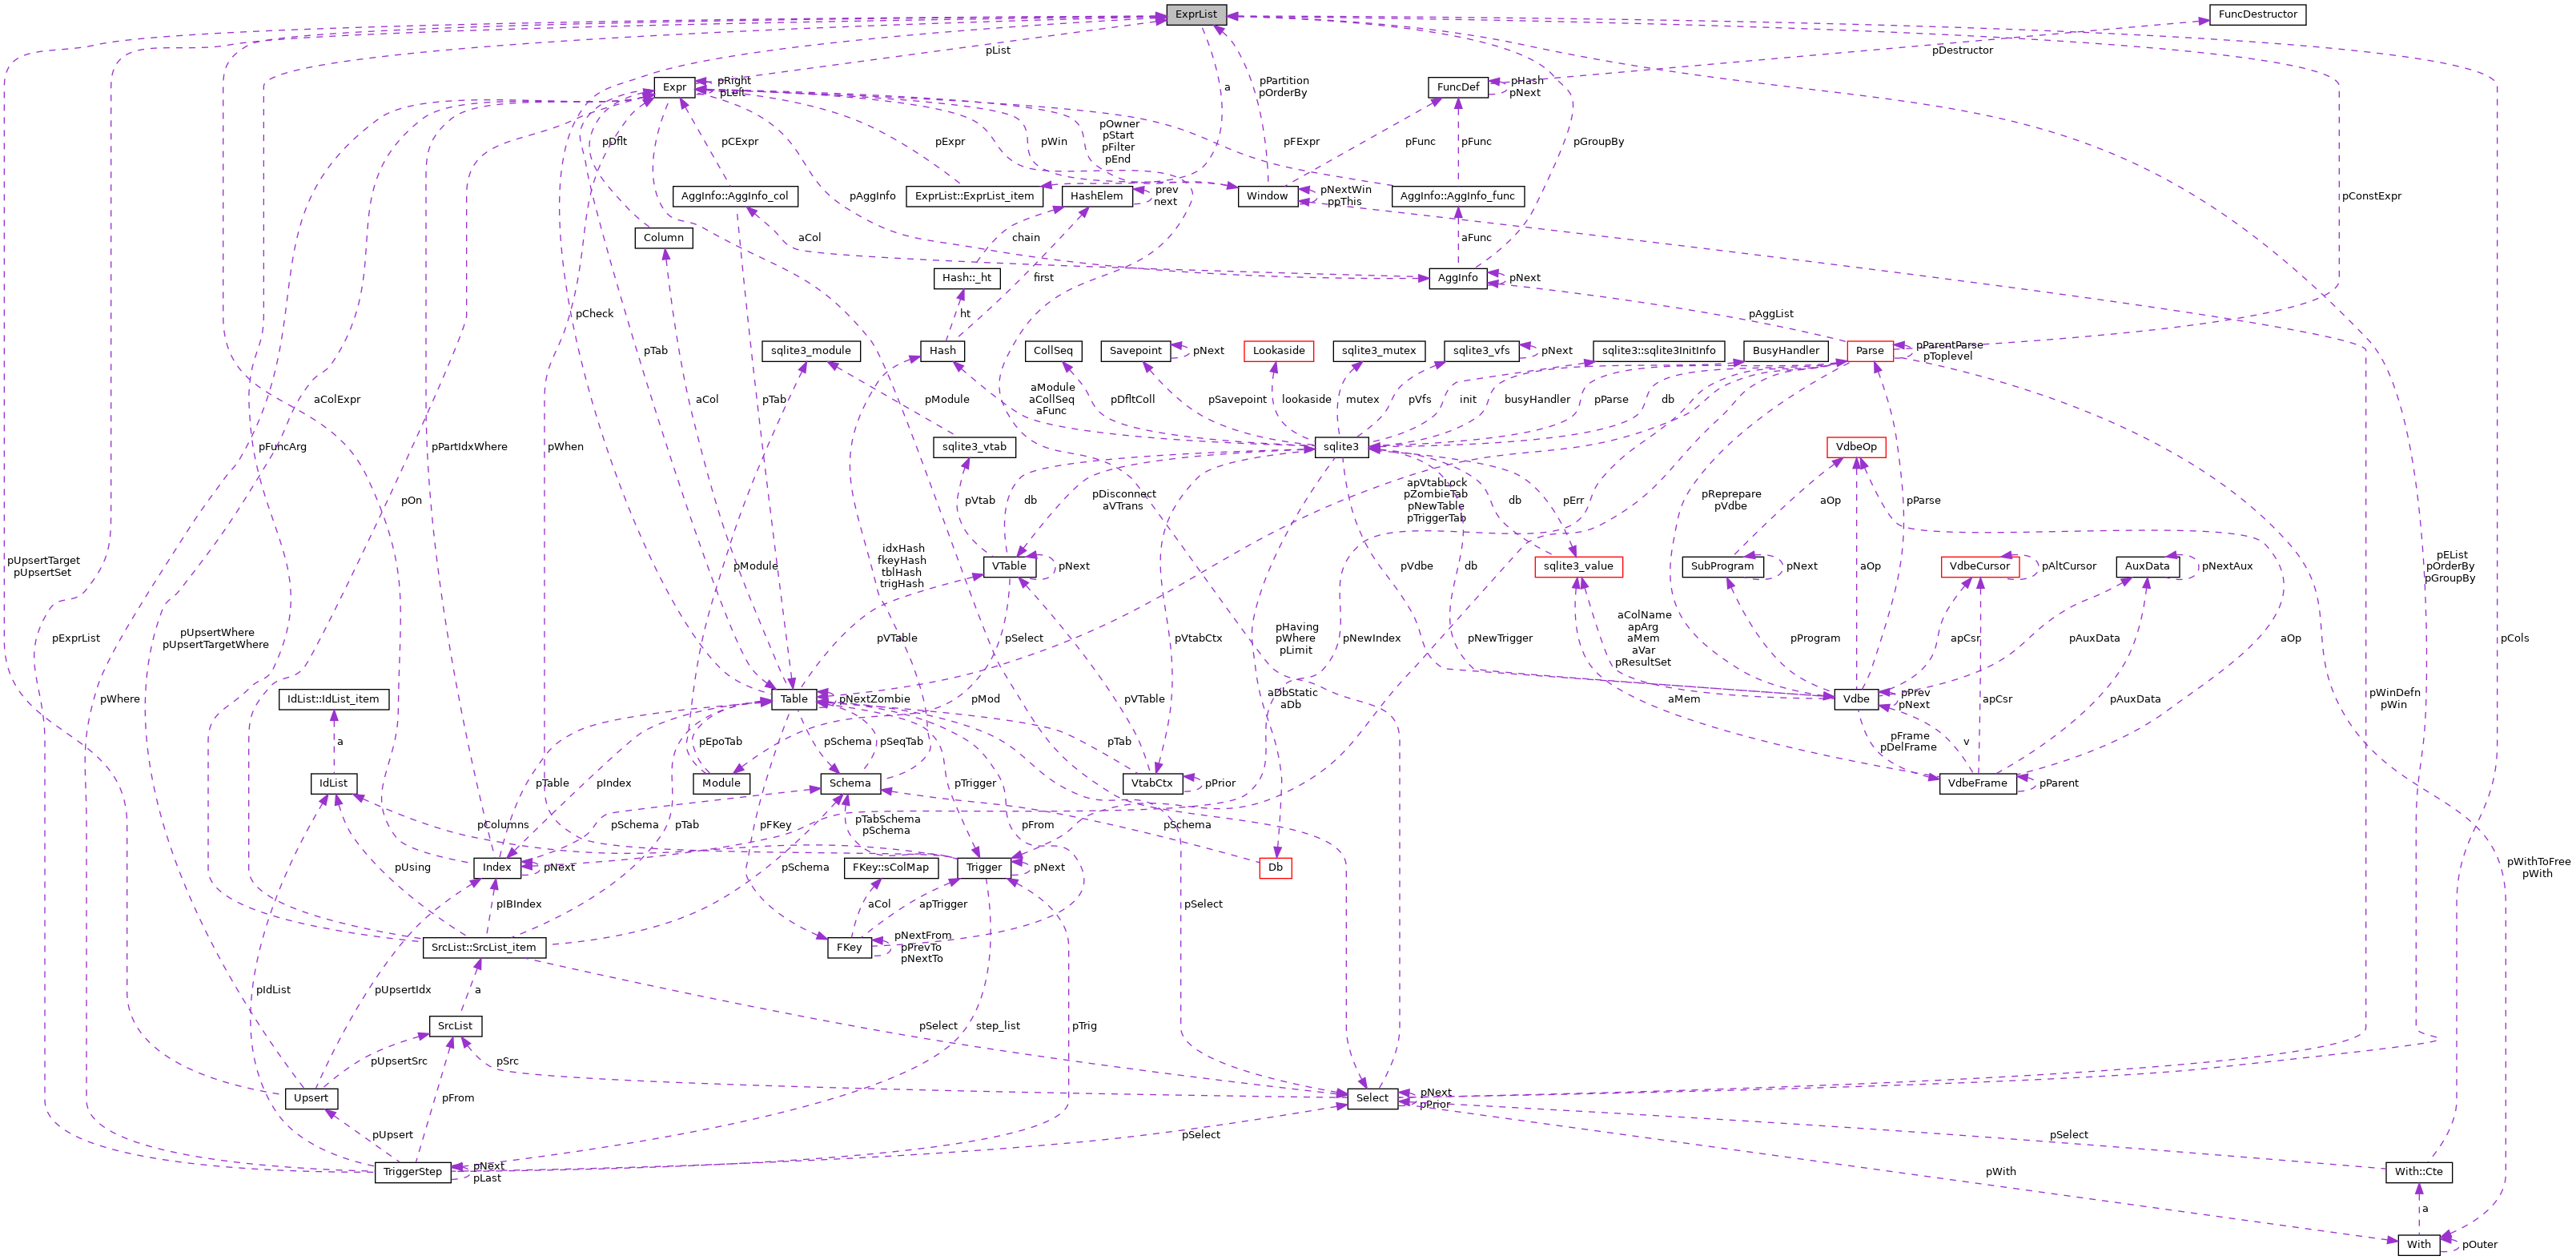 ExprList
FuncDestructor
pList
pDestructor
Expr
pRight
pLeft
a
pPartition
pOrderBy
FuncDef
pHash
pNext
pDflt
pCExpr
pExpr
pWin
pOwner
pStart
pFilter
pEnd
pFExpr
pFunc
pFunc
pGroupBy
AggInfo::AggInfo_col
pAggInfo
ExprList::ExprList_item
HashElem
prev
next
Window
pNextWin
ppThis
AggInfo::AggInfo_func
pConstExpr
Column
aCol
chain
aFunc
Hash::_ht
first
AggInfo
pNext
pCheck
ht
pAggList
pTab
sqlite3_module
Hash
CollSeq
Savepoint
pNext
Lookaside
sqlite3_mutex
sqlite3_vfs
pNext
sqlite3::sqlite3InitInfo
BusyHandler
Parse
pParentParse
pToplevel
aColExpr
aCol
pTab
pModule
aModule
aCollSeq
aFunc
pDfltColl
pSavepoint
lookaside
mutex
pVfs
init
busyHandler
pParse
db
pFuncArg
pPartIdxWhere
pWhen
sqlite3_vtab
sqlite3
VdbeOp
pOn
pVtab
db
pDisconnect
aVTrans
apVtabLock
pZombieTab
pNewTable
pTriggerTab
db
pErr
pReprepare
pVdbe
aOp
pParse
pUpsertTarget
pUpsertSet
pModule
idxHash
fkeyHash
tblHash
trigHash
VTable
pNext
pVdbe
db
sqlite3_value
SubProgram
pNext
aOp
VdbeCursor
pAltCursor
AuxData
pNextAux
pEList
pOrderBy
pGroupBy
pExprList
pUpsertWhere
pUpsertTargetWhere
pVTable
pSelect
pVtabCtx
pHaving
pWhere
pLimit
pNewIndex
pNewTrigger
aColName
apArg
aMem
aVar
pResultSet
pProgram
apCsr
pAuxData
aOp
pCols
pWhere
IdList::IdList_item
Table
pNextZombie
pMod
pVTable
aDbStatic
aDb
aMem
Vdbe
pPrev
pNext
apCsr
pAuxData
pWinDefn
pWin
a
pEpoTab
pSchema
pSeqTab
pTab
pFrame
pDelFrame
v
IdList
pTable
pIndex
Module
Schema
pTrigger
VtabCtx
pPrior
VdbeFrame
pParent
pColumns
pSchema
pTab
pFKey
pTabSchema
pSchema
pFrom
pSchema
pUsing
Index
pNext
pSchema
FKey::sColMap
Trigger
pNext
Db
pWithToFree
pWith
pIBIndex
aCol
apTrigger
pSelect
SrcList::SrcList_item
FKey
pNextFrom
pPrevTo
pNextTo
pIdList
pUpsertIdx
a
SrcList
pSelect
step_list
pTrig
pUpsertSrc
pSrc
Upsert
pFrom
Select
pNext
pPrior
pUpsert
pSelect
pSelect
TriggerStep
pNext
pLast
pWith
With::Cte
a
With
pOuter